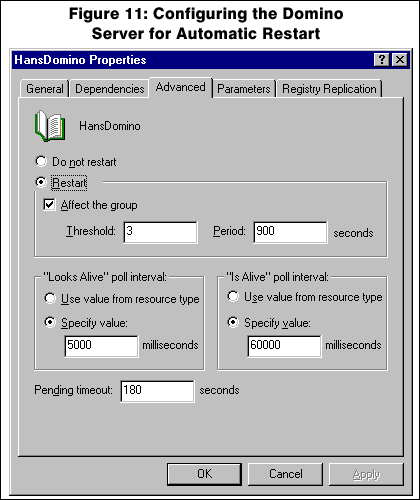 Figure 11: Configuring the Domino
Server for Automatic Restart
HansDomino Properties
General Dependencies Advanced Parameters Registry Replication
HansDomino
Do not restart
Restart
Affect the group
Threshold: 3 Period: 900 seconds
"Looks Alive" poll interval: "Is Alive" poll interval:
Use value from resource type Use value from resource type
Specify value: Specify value:
5000 milliseconds 60000 milliseconds
Pending timeout: 180 seconds
OK Cancel Apply